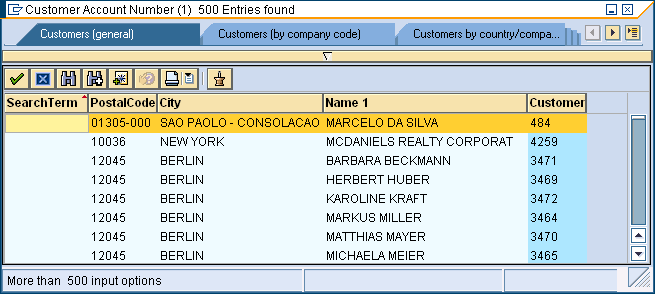 Customer Account Number (1) 500 Entries found
Customers (general) Customers (by company code) Customers by country/compa...
SearchTerm PostalCode City Name 1 Customer
01305-000 SAO PAOLO - CONSOLACAO MARCELO DA SILVA 484
10036 NEW YORK MCDANIELS REALTY CORPORAT 4259
12045 BERLIN BARBARA BECKMANN 3471
12045 BERLIN HERBERT HUBER 3469
12045 BERLIN KAROLINE KRAFT 3472
12045 BERLIN MARKUS MILLER 3464
12045 BERLIN MATTHIAS MAYER 3470
12045 BERLIN MICHAELA MEIER 3465
More than 500 input options